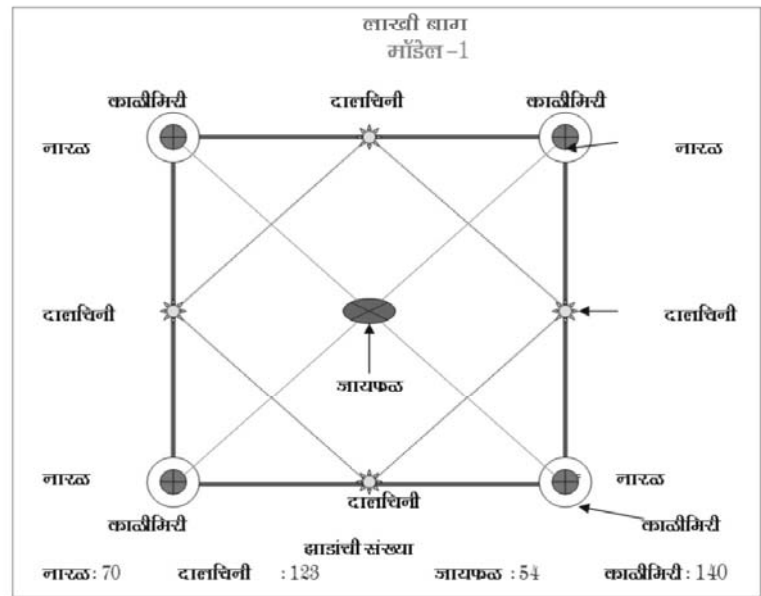 लाखी बाग
मॉडेल -1
काळीमिरी दालचिनी काळीमिरी
नारळ नारळ
दालचिनी दालचिनी
जायफळ
नारळ नारळ
दालचिनी
काळीमिरी काळीमिरी
झाडांची संख्या
नारळ : 70 दालचिनी : 123 जायफळ : 54 काळीमिरी : 140